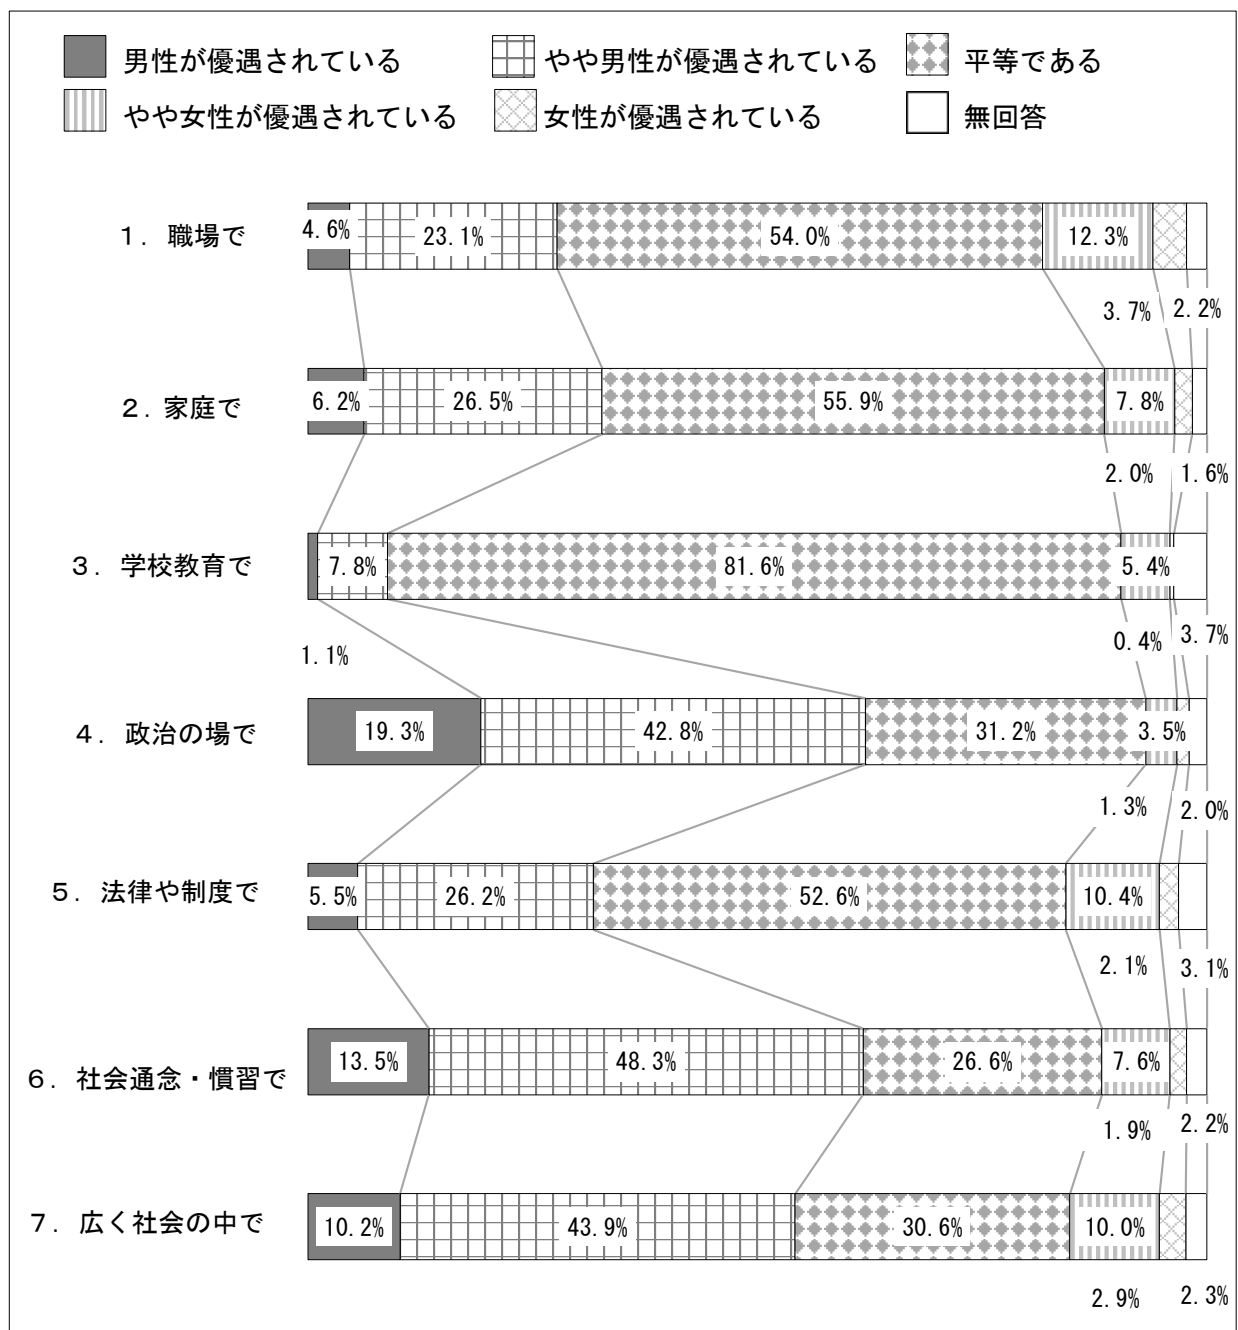 男性が優遇されている やや男性が優遇されている 平等である
やや女性が優遇されている 女性が優遇されている 無回答
1. 職場で 4.6% 23.1% 54.0% 12.3%
3.7% 2.2%
2. 家庭で 6.2% 26.5% 55.9% 7.8%
2.0% 1.6%
3. 学校教育で 7.8% 81.6% 5.4%
1.1% 0.4% 3.7%
4. 政治の場で 19.3% 42.8% 31.2% 3.5%
1.3% 2.0%
5. 法律や制度で 5.5% 26.2% 52.6% 10.4%
2.1% 3.1%
6. 社会通念・慣習で 13.5% 48.3% 26.6% 7.6%
1.9% 2.2%
7. 広く社会の中で 10.2% 43.9% 30.6% 10.0%
2.9% 2.3%